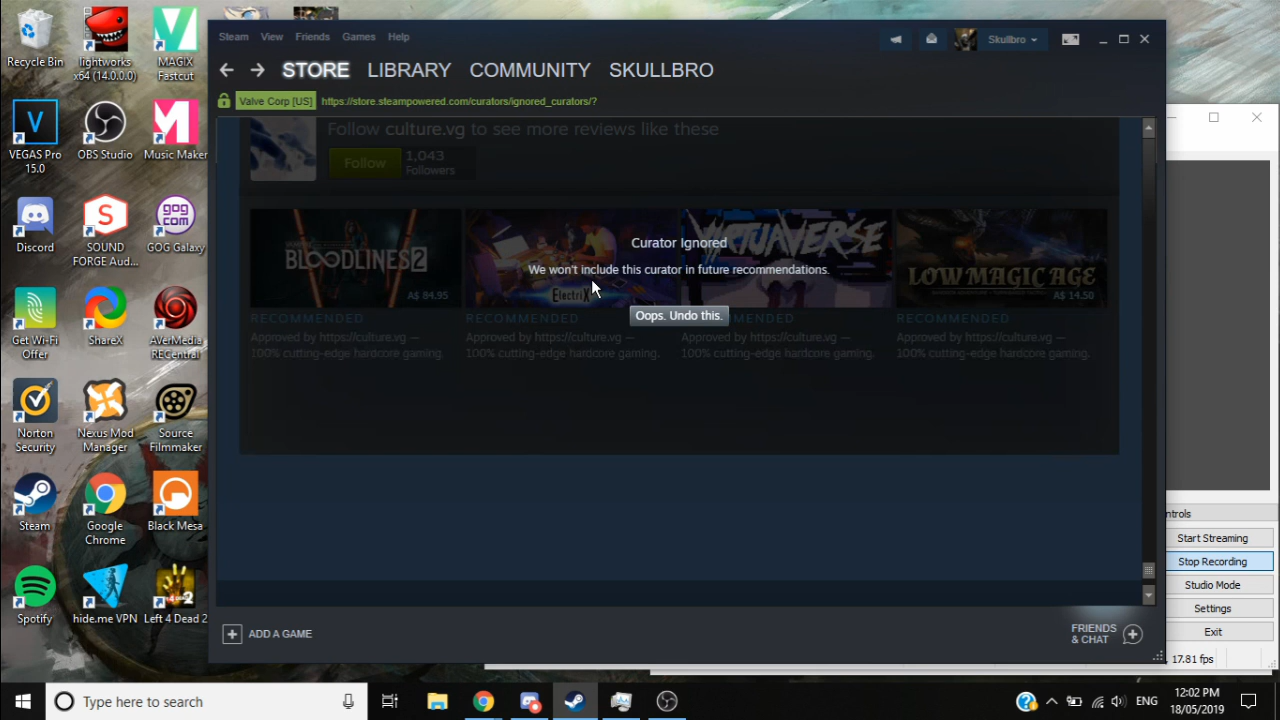 Recycle Bin
lightworks x64 (14.0.0.0)
MAGIX Fastcut
VEGAS Pro 15.0
OBS Studio
Music Maker
Discord
SOUND FORGE Aud...
GOG Galaxy
Get Wi-Fi Offer
ShareX
AVerMedia RECentral
Norton Security
Nexus Mod Manager
Source Filmmaker
Steam
Google Chrome
Black Mesa
Spotify
hide.me VPN
Left 4 Dead 2
Steam View Friends Games Help
Skullbro
STORE LIBRARY COMMUNITY SKULLBRO
Valve Corp [US] https://store.steampowered.com/curators/ignored_curators/?
Follow culture.vg to see more reviews like these
Follow
1,043
Followers
BLOODLINES 2
A$ 84.95
ElectriX
VIRTUAVERSE
LOW MAGIC AGE
A$ 14.50
Curator Ignored
We won't include this curator in future recommendations.
Oops. Undo this.
RECOMMENDED RECOMMENDED RECOMMENDED RECOMMENDED
Approved by https://culture.vg —
100% cutting-edge hardcore gaming.
Approved by https://culture.vg —
100% cutting-edge hardcore gaming.
Approved by https://culture.vg —
100% cutting-edge hardcore gaming.
Approved by https://culture.vg —
100% cutting-edge hardcore gaming.
ADD A GAME
FRIENDS
& CHAT
ntrols
Start Streaming
Stop Recording
Studio Mode
Settings
Exit
17.81 fps
Type here to search
ENG
12:02 PM
18/05/2019